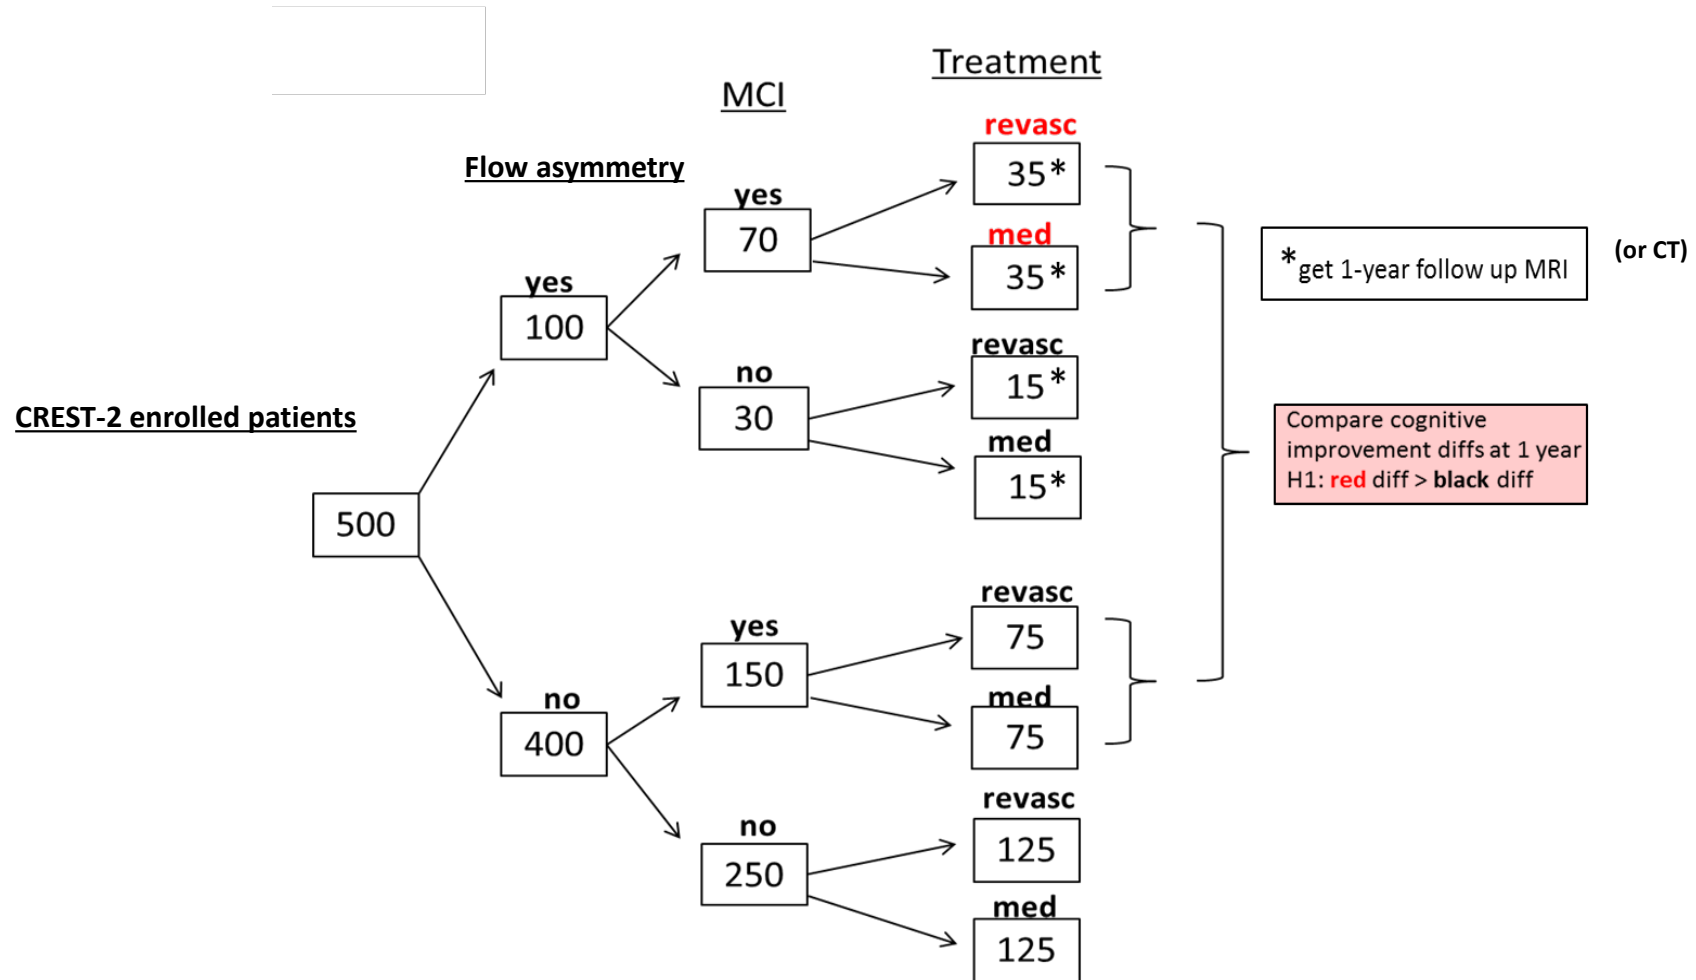 Treatment
MCI
revasc
Flow asymmetry
35*
yes
70
med
35*
(or CT)
*get 1-year follow up MRI
yes
100
revasc
15*
no
30
med
15*
CREST-2 enrolled patients
Compare cognitive
improvement diffs at 1 year
H1: red diff > black diff
500
revasc
75
yes
150
med
75
no
400
revasc
125
no
250
med
125